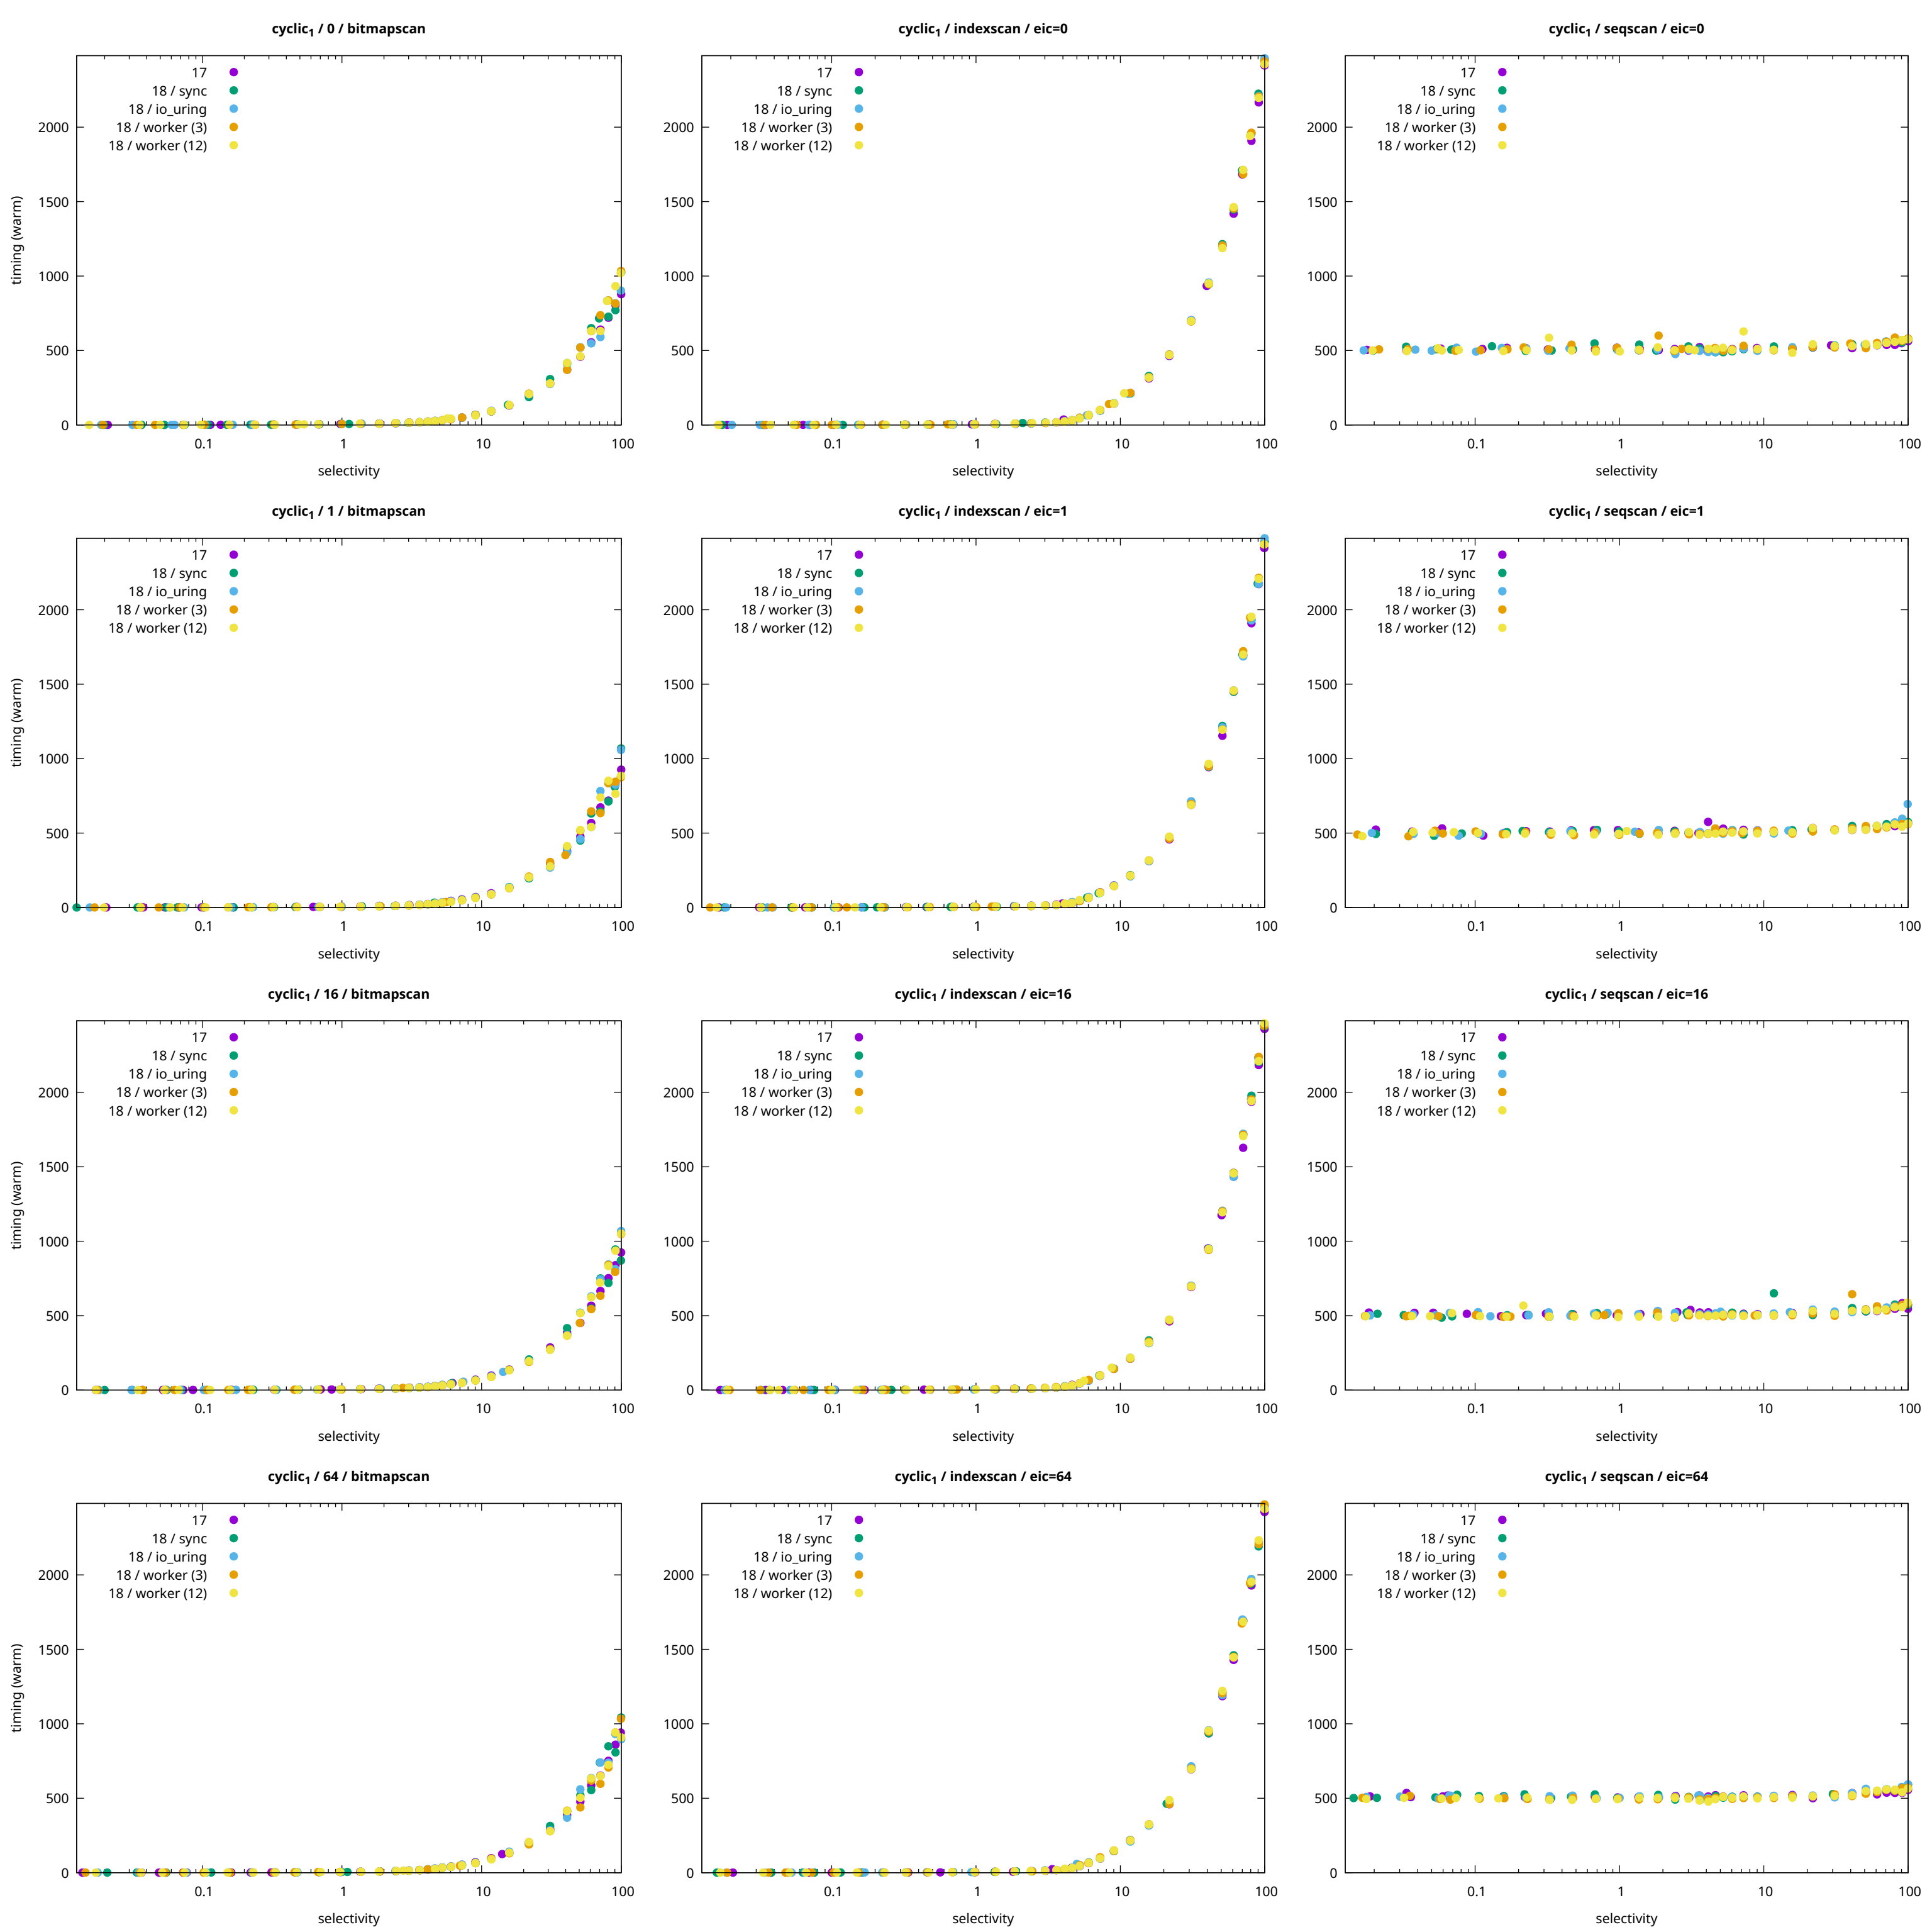 cyclic1 / 0 / bitmapscan
17
18 / sync
18 / io_uring
18 / worker (3)
18 / worker (12)
2000
1500
1000
500
0
timing (warm)
0.1 1 10 100
selectivity
cyclic1 / indexscan / eic=0
17
18 / sync
18 / io_uring
18 / worker (3)
18 / worker (12)
2000
1500
1000
500
0
0.1 1 10 100
selectivity
cyclic1 / seqscan / eic=0
17
18 / sync
18 / io_uring
18 / worker (3)
18 / worker (12)
2000
1500
1000
500
0
0.1 1 10 100
selectivity
cyclic1 / 1 / bitmapscan
17
18 / sync
18 / io_uring
18 / worker (3)
18 / worker (12)
2000
1500
1000
500
0
timing (warm)
0.1 1 10 100
selectivity
cyclic1 / indexscan / eic=1
17
18 / sync
18 / io_uring
18 / worker (3)
18 / worker (12)
2000
1500
1000
500
0
0.1 1 10 100
selectivity
cyclic1 / seqscan / eic=1
17
18 / sync
18 / io_uring
18 / worker (3)
18 / worker (12)
2000
1500
1000
500
0
0.1 1 10 100
selectivity
cyclic1 / 16 / bitmapscan
17
18 / sync
18 / io_uring
18 / worker (3)
18 / worker (12)
2000
1500
1000
500
0
timing (warm)
0.1 1 10 100
selectivity
cyclic1 / indexscan / eic=16
17
18 / sync
18 / io_uring
18 / worker (3)
18 / worker (12)
2000
1500
1000
500
0
0.1 1 10 100
selectivity
cyclic1 / seqscan / eic=16
17
18 / sync
18 / io_uring
18 / worker (3)
18 / worker (12)
2000
1500
1000
500
0
0.1 1 10 100
selectivity
cyclic1 / 64 / bitmapscan
17
18 / sync
18 / io_uring
18 / worker (3)
18 / worker (12)
2000
1500
1000
500
0
timing (warm)
0.1 1 10 100
selectivity
cyclic1 / indexscan / eic=64
17
18 / sync
18 / io_uring
18 / worker (3)
18 / worker (12)
2000
1500
1000
500
0
0.1 1 10 100
selectivity
cyclic1 / seqscan / eic=64
17
18 / sync
18 / io_uring
18 / worker (3)
18 / worker (12)
2000
1500
1000
500
0
0.1 1 10 100
selectivity